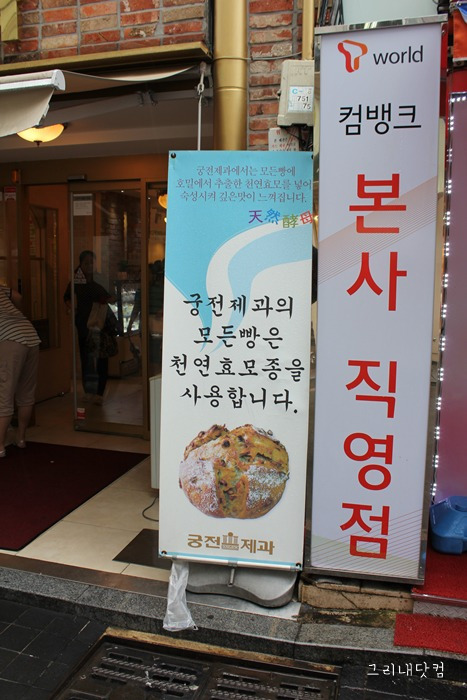 궁전제과에서는 모든빵에
호밀에서 추출한 천연효모를 넣어
숙성시켜 깊은맛이 느껴집니다.
天然酵母
궁전제과의
모든빵은
천연효모종을
사용합니다.
궁전제과
T world
컴뱅크
본사 직영점
751
75
그리내닷컴